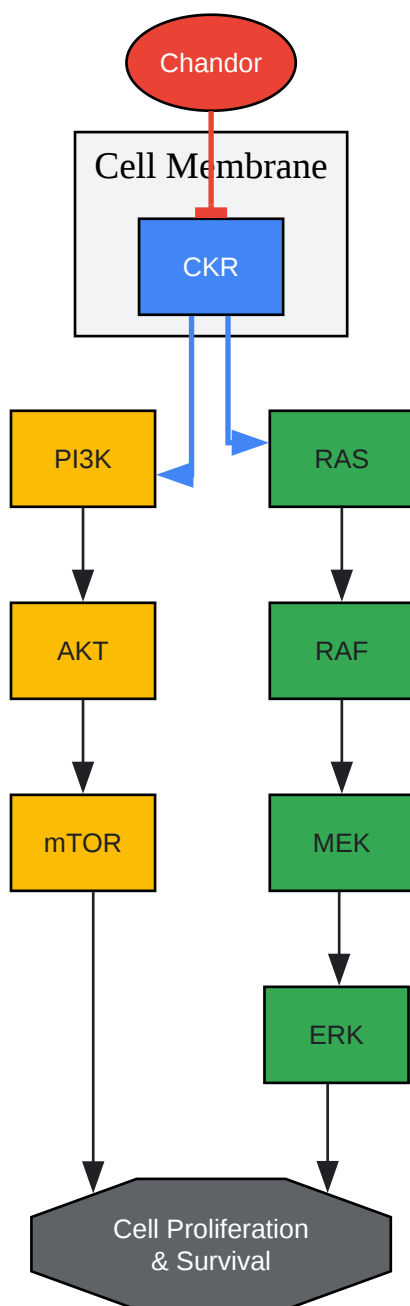 Chandor
Cell Membrane
CKR
PI3K
RAS
AKT
RAF
mTOR
MEK
ERK
Cell Proliferation
& Survival